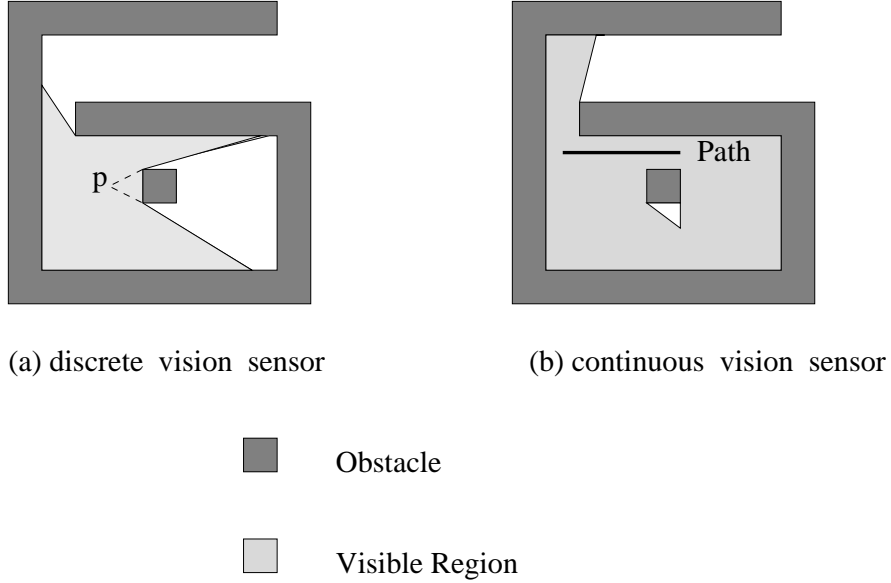 p
Path
(a) discrete vision sensor
(b) continuous vision sensor
Obstacle
Visible Region